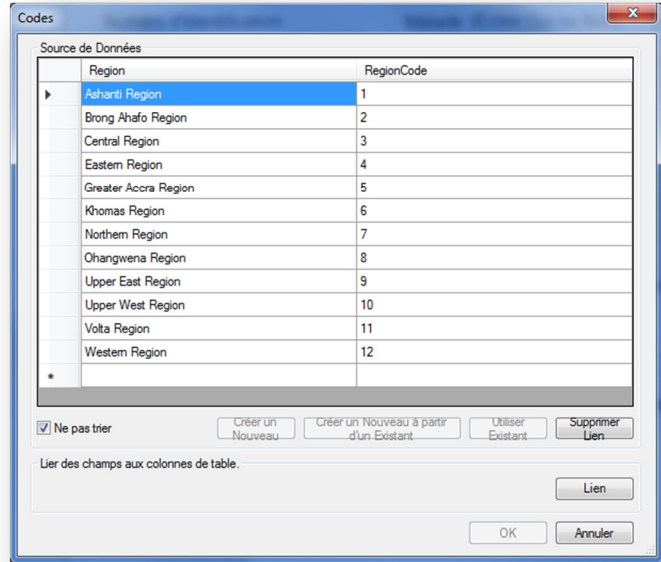 Codes
Source de Données
Region RegionCode
Ashanti Region 1
Brong Ahafo Region 2
Central Region 3
Eastern Region 4
Greater Accra Region 5
Khomas Region 6
Northern Region 7
Ohangwena Region 8
Upper East Region 9
Upper West Region 10
Volta Region 11
Western Region 12
*
Ne pas trier
Créer un
Nouveau
Créer un Nouveau à partir
d'un Existant
Utiliser
Existant
Supprimer
Lien
Lier des champs aux colonnes de table.
Lien
OK Annuler